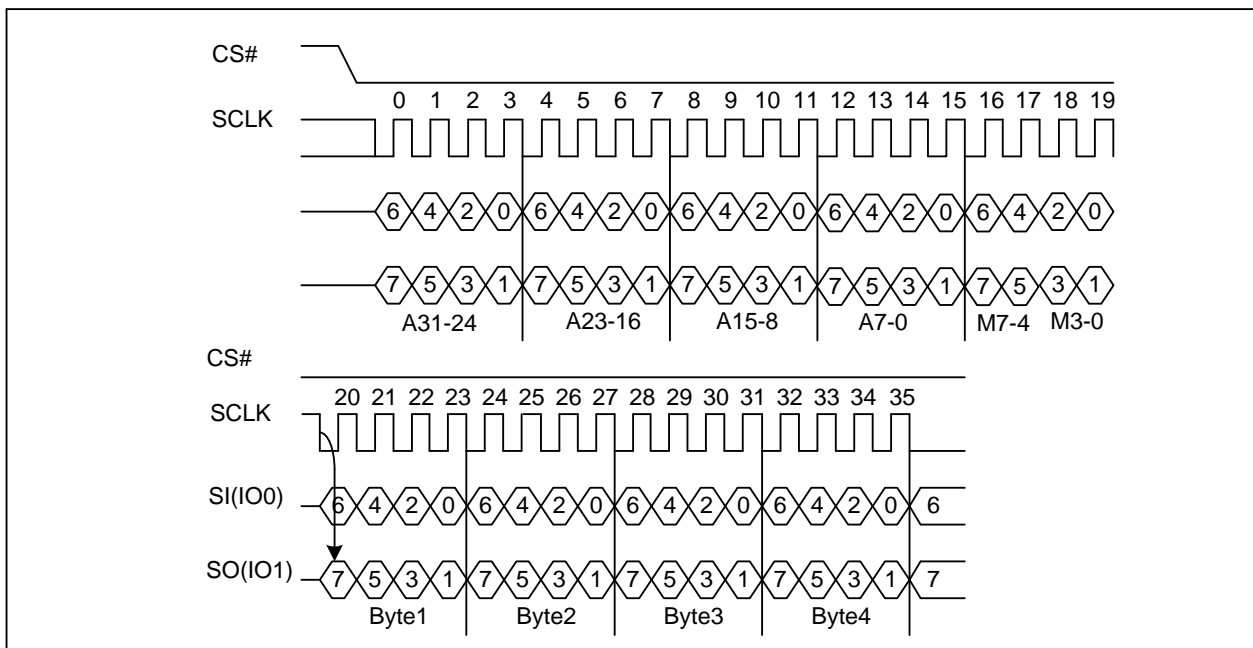 CS#
0 1 2 3 4 5 6 7 8 9 10 11 12 13 14 15 16 17 18 19
SCLK
6 4 2 0 6 4 2 0 6 4 2 0 6 4 2 0 6 4 2 0
7 5 3 1 7 5 3 1 7 5 3 1 7 5 3 1 7 5 3 1
A31-24 A23-16 A15-8 A7-0 M7-4 M3-0
CS#
20 21 22 23 24 25 26 27 28 29 30 31 32 33 34 35
SCLK
SI(IO0) 6 4 2 0 6 4 2 0 6 4 2 0 6 4 2 0 6
SO(IO1) 7 5 3 1 7 5 3 1 7 5 3 1 7 5 3 1 7
Byte1 Byte2 Byte3 Byte4